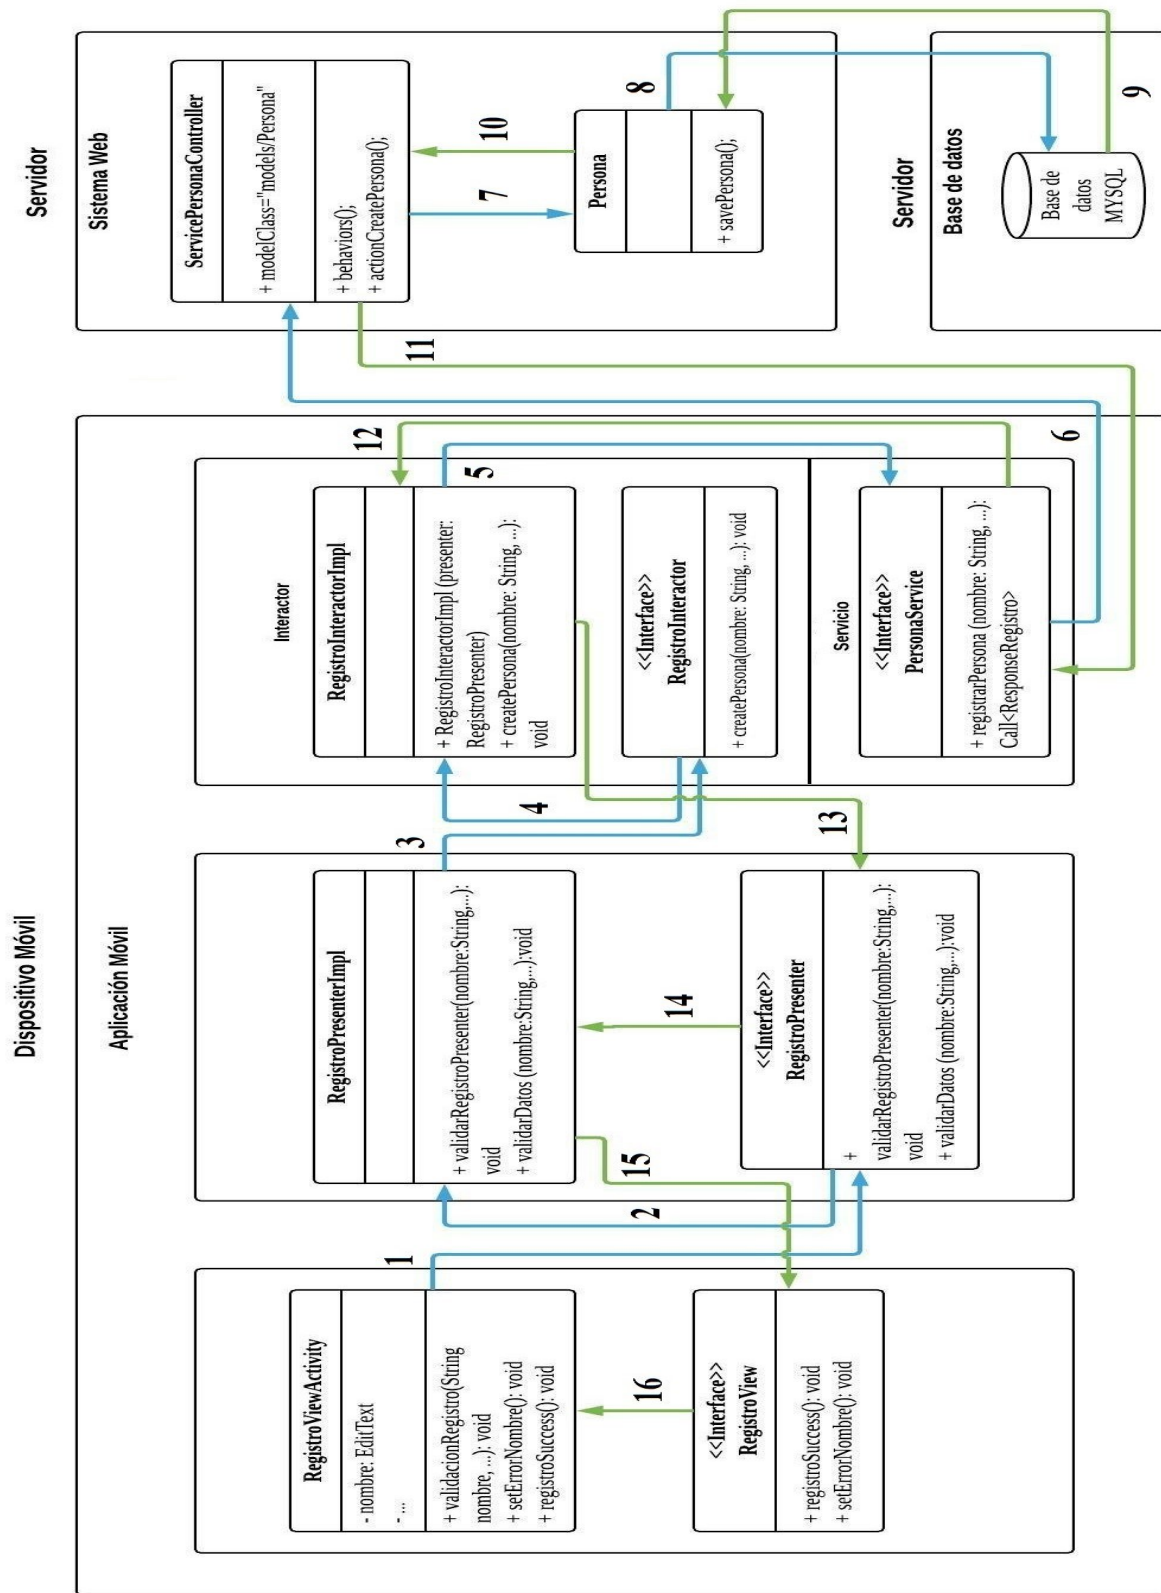 Dispositivo Móvil
Aplicación Móvil
RegistroViewActivity
- nombre: EditText
- ...
+ validacionRegistro(String
nombre, ...): void
+ setErrorNombre(): void
+ registroSuccess(): void
16
<<Interface>>
RegistroView
+ registroSuccess(): void
+ setErrorNombre(): void
1
2
15
RegistroPresenterImpl
+ validarRegistroPresenter(nombre:String,...):
void
+ validarDatos (nombre:String,...):void
14
<<Interface>>
RegistroPresenter
+
validarRegistroPresenter(nombre:String,...):
void
+ validarDatos (nombre:String,...):void
3
4
13
Interactor
RegistroInteractorImpl
+ RegistroInteractorImpl (presenter:
RegistroPresenter)
+ createPersona(nombre: String, ...):
void
<<Interface>>
RegistroInteractor
+ createPersona(nombre: String, ...): void
Servicio
<<Interface>>
PersonaService
+ registrarPersona (nombre: String, ...):
Call<ResponseRegistro>
12
5
6
11
Servidor
Sistema Web
ServicePersonaController
+ modelClass="models/Persona"
+ behaviors();
+ actionCreatePersona();
10
7
Persona
+ savePersona();
8
Servidor
Base de datos
Base de
datos
MYSQL
9